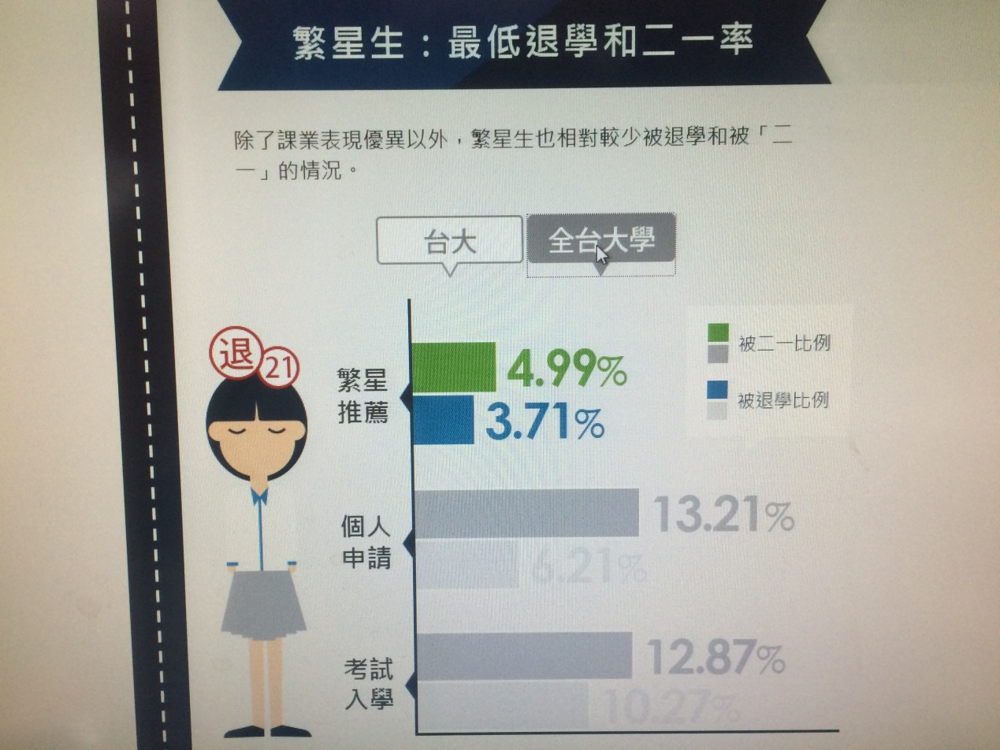 繁星生：最低退學和二一率
除了課業表現優異以外，繁星生也相對較少被退學和被「二
一」的情況。
台大
全台大學
退
21
繁星
推薦
4.99%
3.71%
被二一比例
被退學比例
個人
申請
13.21%
6.21%
考試
入學
12.87%
10.27%